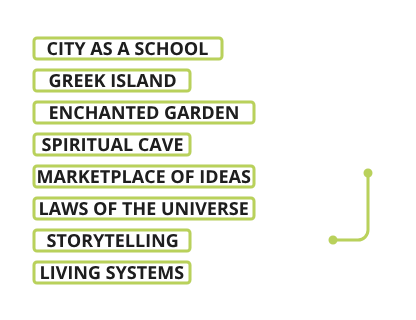 CITY AS A SCHOOL
GREEK ISLAND
ENCHANTED GARDEN
SPIRITUAL CAVE
MARKETPLACE OF IDEAS
LAWS OF THE UNIVERSE
STORYTELLING
LIVING SYSTEMS